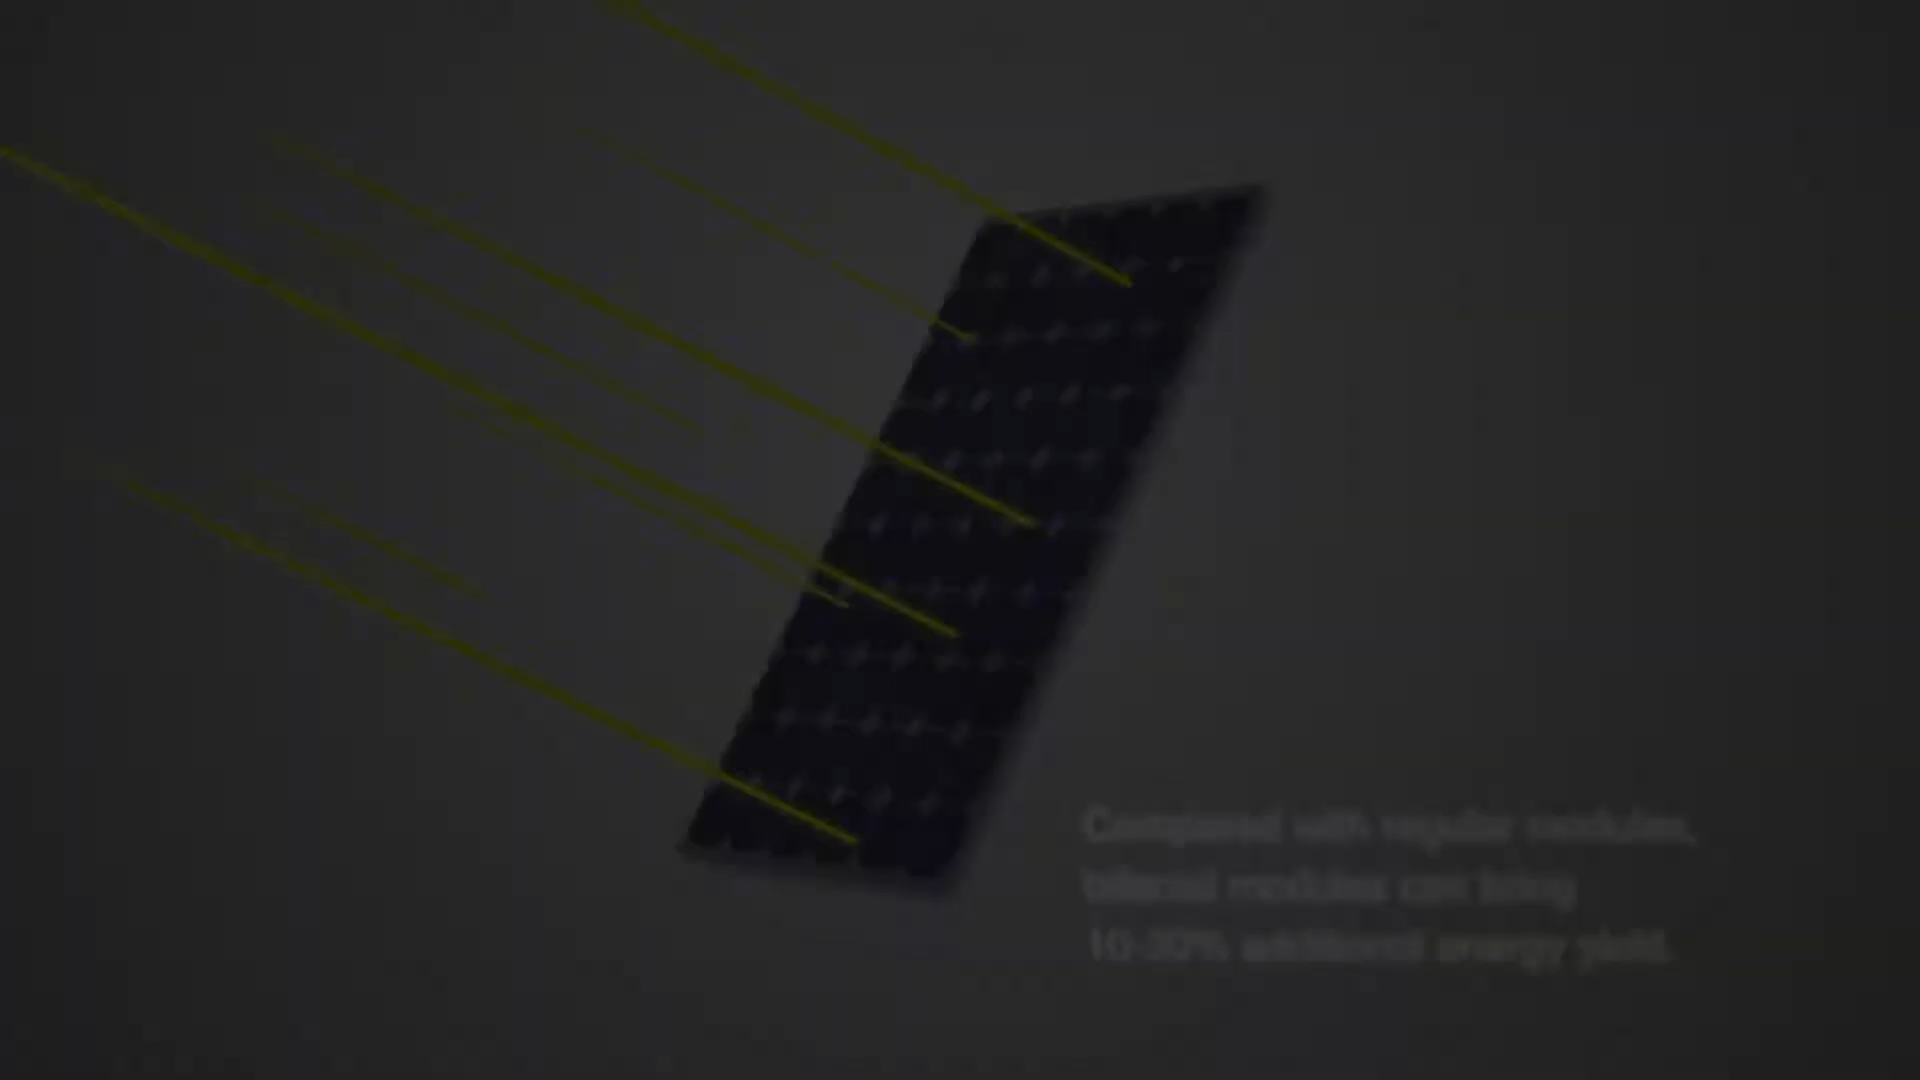 Compared with regular modules,
bifacial modules can bring
10-30% additional energy yield.